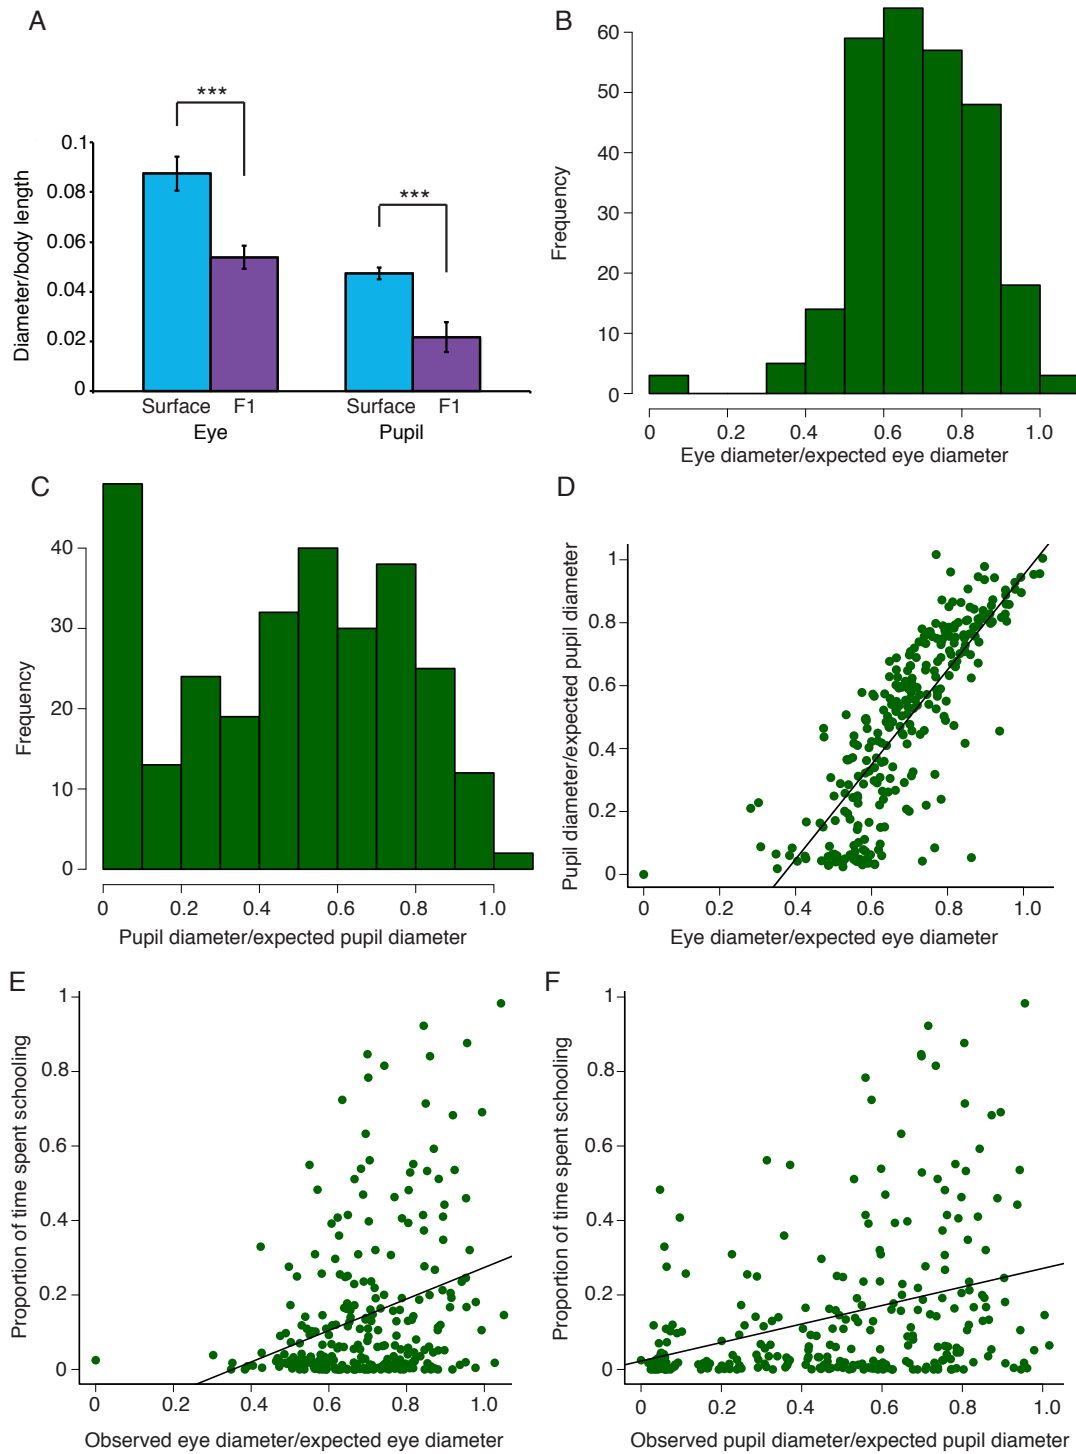 A
***
***
0.1
0.08
0.06
0.04
0.02
0
Diameter/body length
Surface F1 Surface F1
Eye Pupil
B
60
50
40
30
20
10
0
Frequency
0 0.2 0.4 0.6 0.8 1.0
Eye diameter/expected eye diameter
C
40
30
20
10
0
Frequency
0 0.2 0.4 0.6 0.8 1.0
Pupil diameter/expected pupil diameter
D
1
0.8
0.6
0.4
0.2
0
Pupil diameter/expected pupil diameter
0 0.2 0.4 0.6 0.8 1.0
Eye diameter/expected eye diameter
E
1
0.8
0.6
0.4
0.2
0
Proportion of time spent schooling
0 0.2 0.4 0.6 0.8 1.0
Observed eye diameter/expected eye diameter
F
1
0.8
0.6
0.4
0.2
0
Proportion of time spent schooling
0 0.2 0.4 0.6 0.8 1.0
Observed pupil diameter/expected pupil diameter